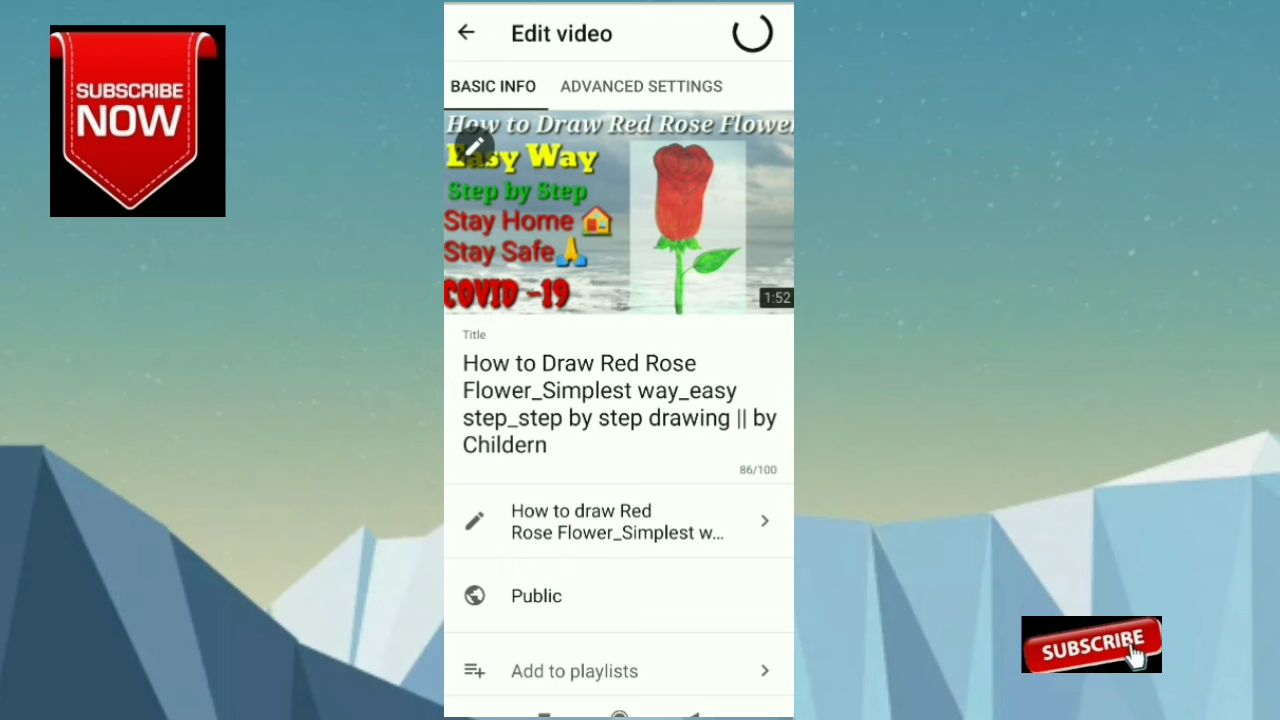 SUBSCRIBE
NOW
Edit video
BASIC INFO
ADVANCED SETTINGS
How to Draw Red Rose Flower
Easy Way
Step by Step
Stay Home
Stay Safe
COVID -19
1:52
Title
How to Draw Red Rose
Flower_Simplest way_easy
step_step by step drawing || by
Childern
86/100
How to draw Red
Rose Flower_Simplest w...
Public
Add to playlists
SUBSCRIBE